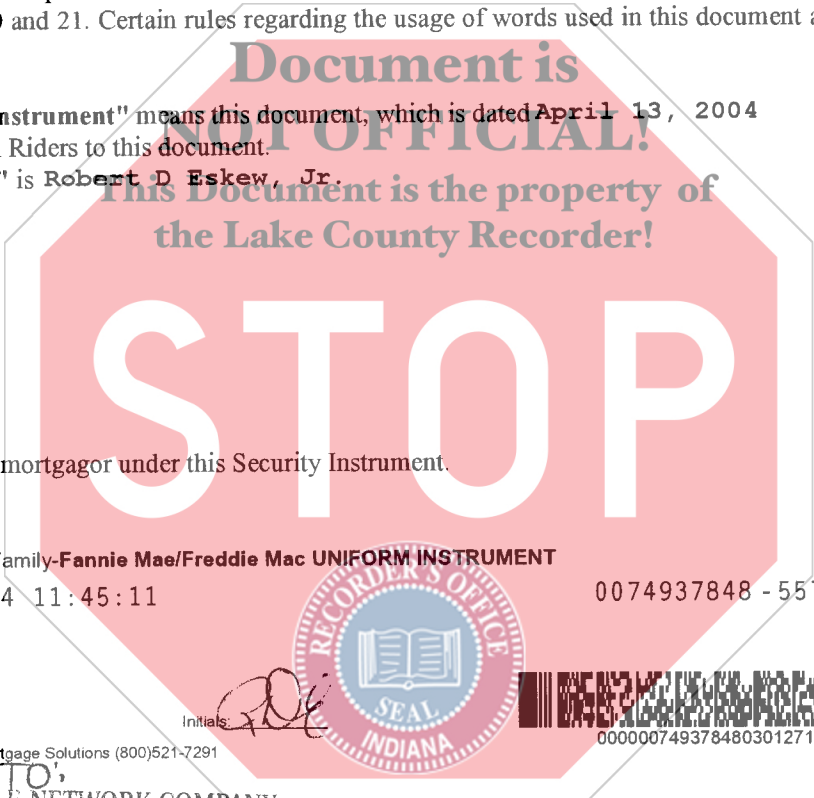 and 21. Certain rules regarding the usage of words used in this document a
Document is
nstrument" means this document, which is dated April 13, 2004
NOT OFFICIAL!
Riders to this document.
" is Robert D Eskew, Jr.
This Document is the property of
the Lake County Recorder!
STOP
mortgagor under this Security Instrument.
amily-Fannie Mae/Freddie Mac UNIFORM INSTRUMENT
4 11:45:11
0074937848 - 55
RECORDER'S OFFICE
SEAL
INDIANA
Initials:
000000749378480301271
tgage Solutions (800)521-7291
TO:
NETWORK COMPANY